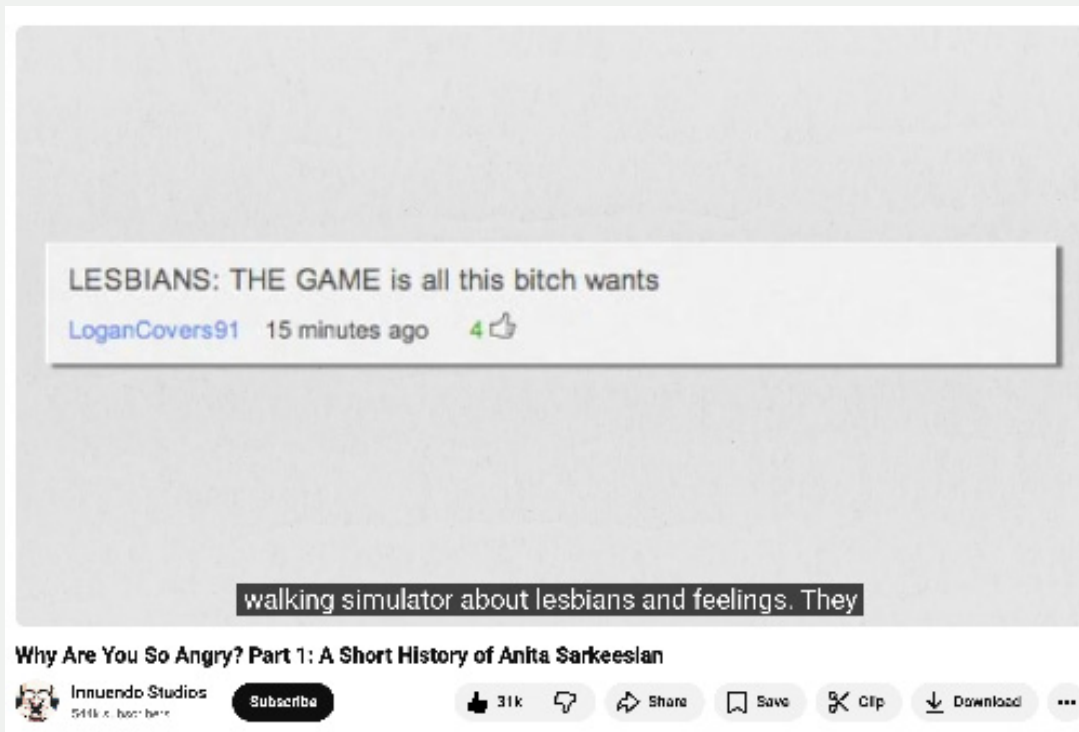 LESBIANS: THE GAME is all this bitch wants
LoganCovers91 15 minutes ago 4
walking simulator about lesbians and feelings. They
Why Are You So Angry? Part 1: A Short History of Anita Sarkeesian
Innuendo Studios
Subscribe 31k Share Save Clip Download